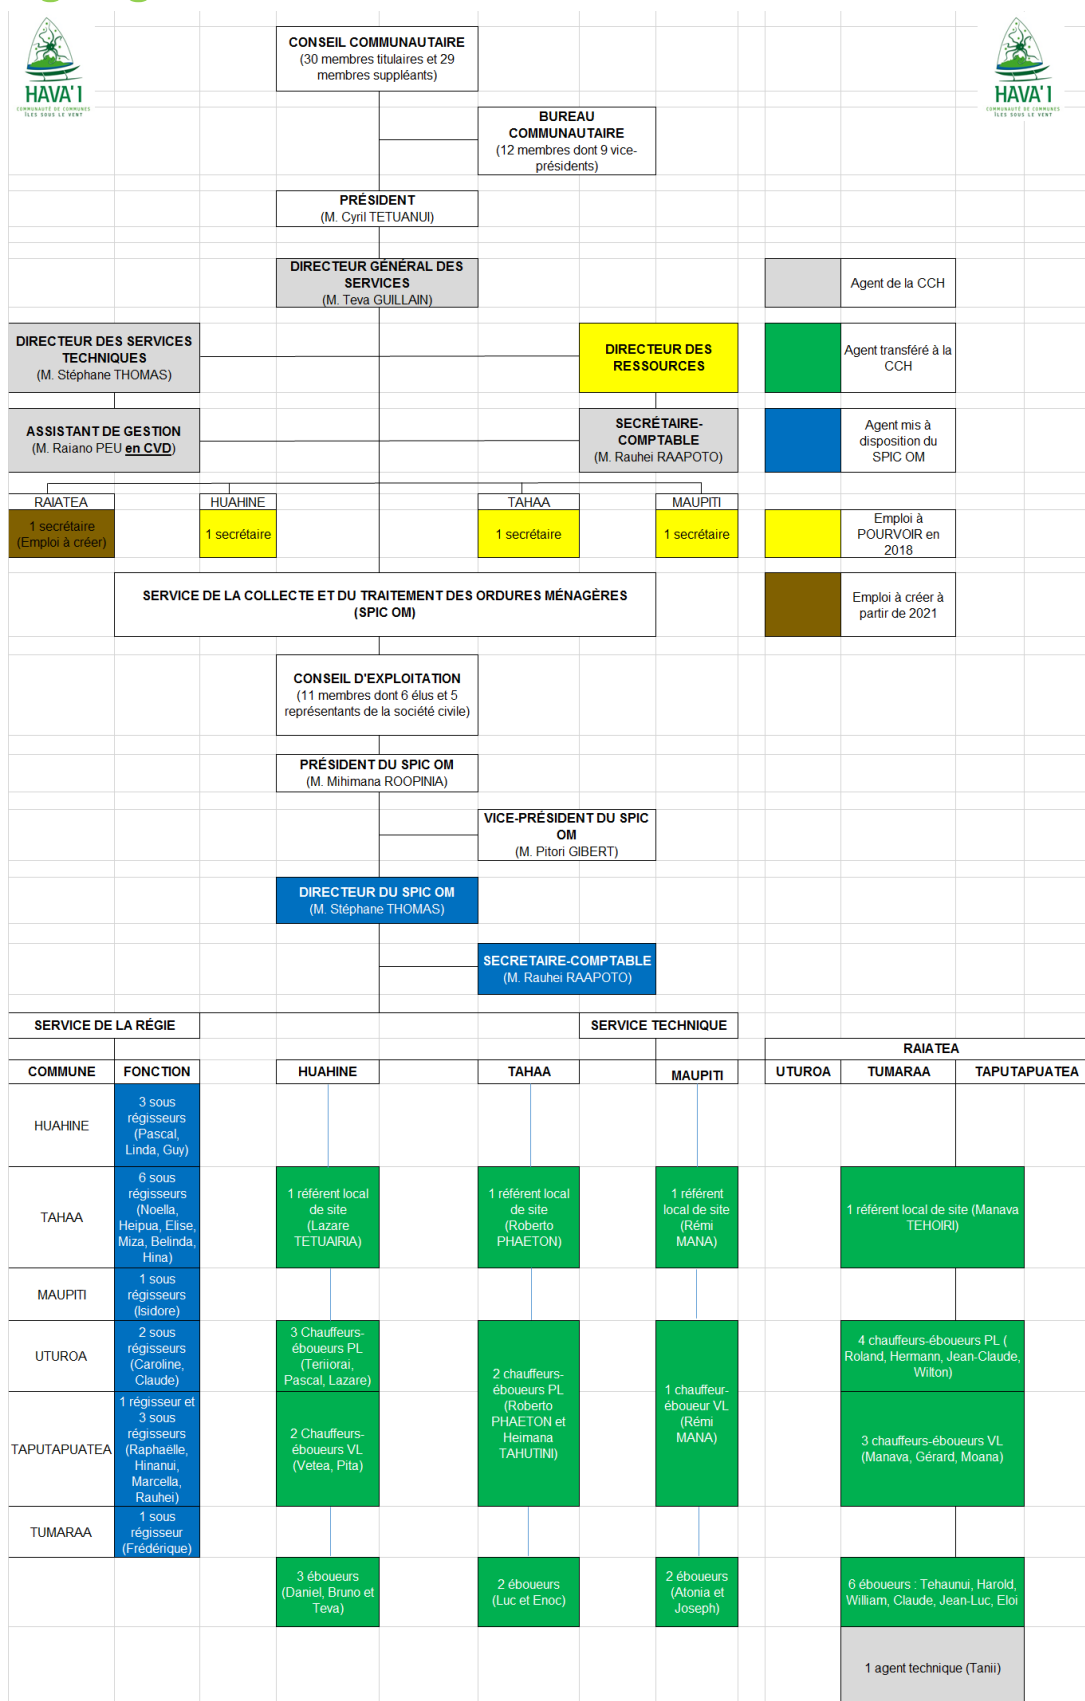 HAVA'I
COMMUNAUTÉ DE COMMUNES
ÎLES SOUS LE VENT
HAVA'I
COMMUNAUTÉ DE COMMUNES
ÎLES SOUS LE VENT
CONSEIL COMMUNAUTAIRE
(30 membres titulaires et 29
membres suppléants)
BUREAU
COMMUNAUTAIRE
(12 membres dont 9 vice-
présidents)
PRÉSIDENT
(M. Cyril TETUANUI)
DIRECTEUR GÉNÉRAL DES
SERVICES
(M. Teva GUILLAIN)
Agent de la CCH
DIRECTEUR DES SERVICES
TECHNIQUES
(M. Stéphane THOMAS)
DIRECTEUR DES
RESSOURCES
Agent transféré à la
CCH
ASSISTANT DE GESTION
(M. Raiano PEU en CVD)
SECRÉTAIRE-
COMPTABLE
(M. Rauhei RAAPOTO)
Agent mis à
disposition du
SPIC OM
RAIATEA
HUAHINE
TAHAA
MAUPITI
1 secrétaire
(Emploi à créer)
1 secrétaire
1 secrétaire
1 secrétaire
Emploi à
POURVOIR en
2018
SERVICE DE LA COLLECTE ET DU TRAITEMENT DES ORDURES MÉNAGÈRES
(SPIC OM)
Emploi à créer à
partir de 2021
CONSEIL D'EXPLOITATION
(11 membres dont 6 élus et 5
représentants de la société civile)
PRÉSIDENT DU SPIC OM
(M. Mihimana ROOPINIA)
VICE-PRÉSIDENT DU SPIC
OM
(M. Pitori GIBERT)
DIRECTEUR DU SPIC OM
(M. Stéphane THOMAS)
SECRETAIRE-COMPTABLE
(M. Rauhei RAAPOTO)
SERVICE DE LA RÉGIE
SERVICE TECHNIQUE
RAIATEA
COMMUNE
FONCTION
HUAHINE
TAHAA
MAUPITI
UTUROA
TUMARAA
TAPUTAPUATEA
HUAHINE
3 sous
régisseurs
(Pascal,
Linda, Guy)
TAHAA
6 sous
régisseurs
(Noella,
Heipua, Elise,
Miza, Belinda,
Hina)
1 référent local
de site
(Lazare
TETUAIRIA)
1 référent local
de site
(Roberto
PHAETON)
1 référent
local de site
(Rémi
MANA)
1 référent local de site (Manava
TEHOIRI)
MAUPITI
1 sous
régisseurs
(Isidore)
UTUROA
2 sous
régisseurs
(Caroline,
Claude)
3 Chauffeurs-
éboueurs PL
(Teriiorai,
Pascal, Lazare)
2 chauffeurs-
éboueurs PL
(Roberto
PHAETON et
Heimana
TAHUTINI)
1 chauffeur-
éboueur VL
(Rémi
MANA)
4 chauffeurs-éboueurs PL (
Roland, Hermann, Jean-Claude,
Wilton)
TAPUTAPUATEA
1 régisseur et
3 sous
régisseurs
(Raphaëlle,
Hinanui,
Marcella,
Rauhei)
2 Chauffeurs-
éboueurs VL
(Vetea, Pita)
3 chauffeurs-éboueurs VL
(Manava, Gérard, Moana)
TUMARAA
1 sous
régisseur
(Frédérique)
3 éboueurs
(Daniel, Bruno et
Teva)
2 éboueurs
(Luc et Enoc)
2 éboueurs
(Atonia et
Joseph)
6 éboueurs : Tehaunui, Harold,
William, Claude, Jean-Luc, Eloi
1 agent technique (Tanii)